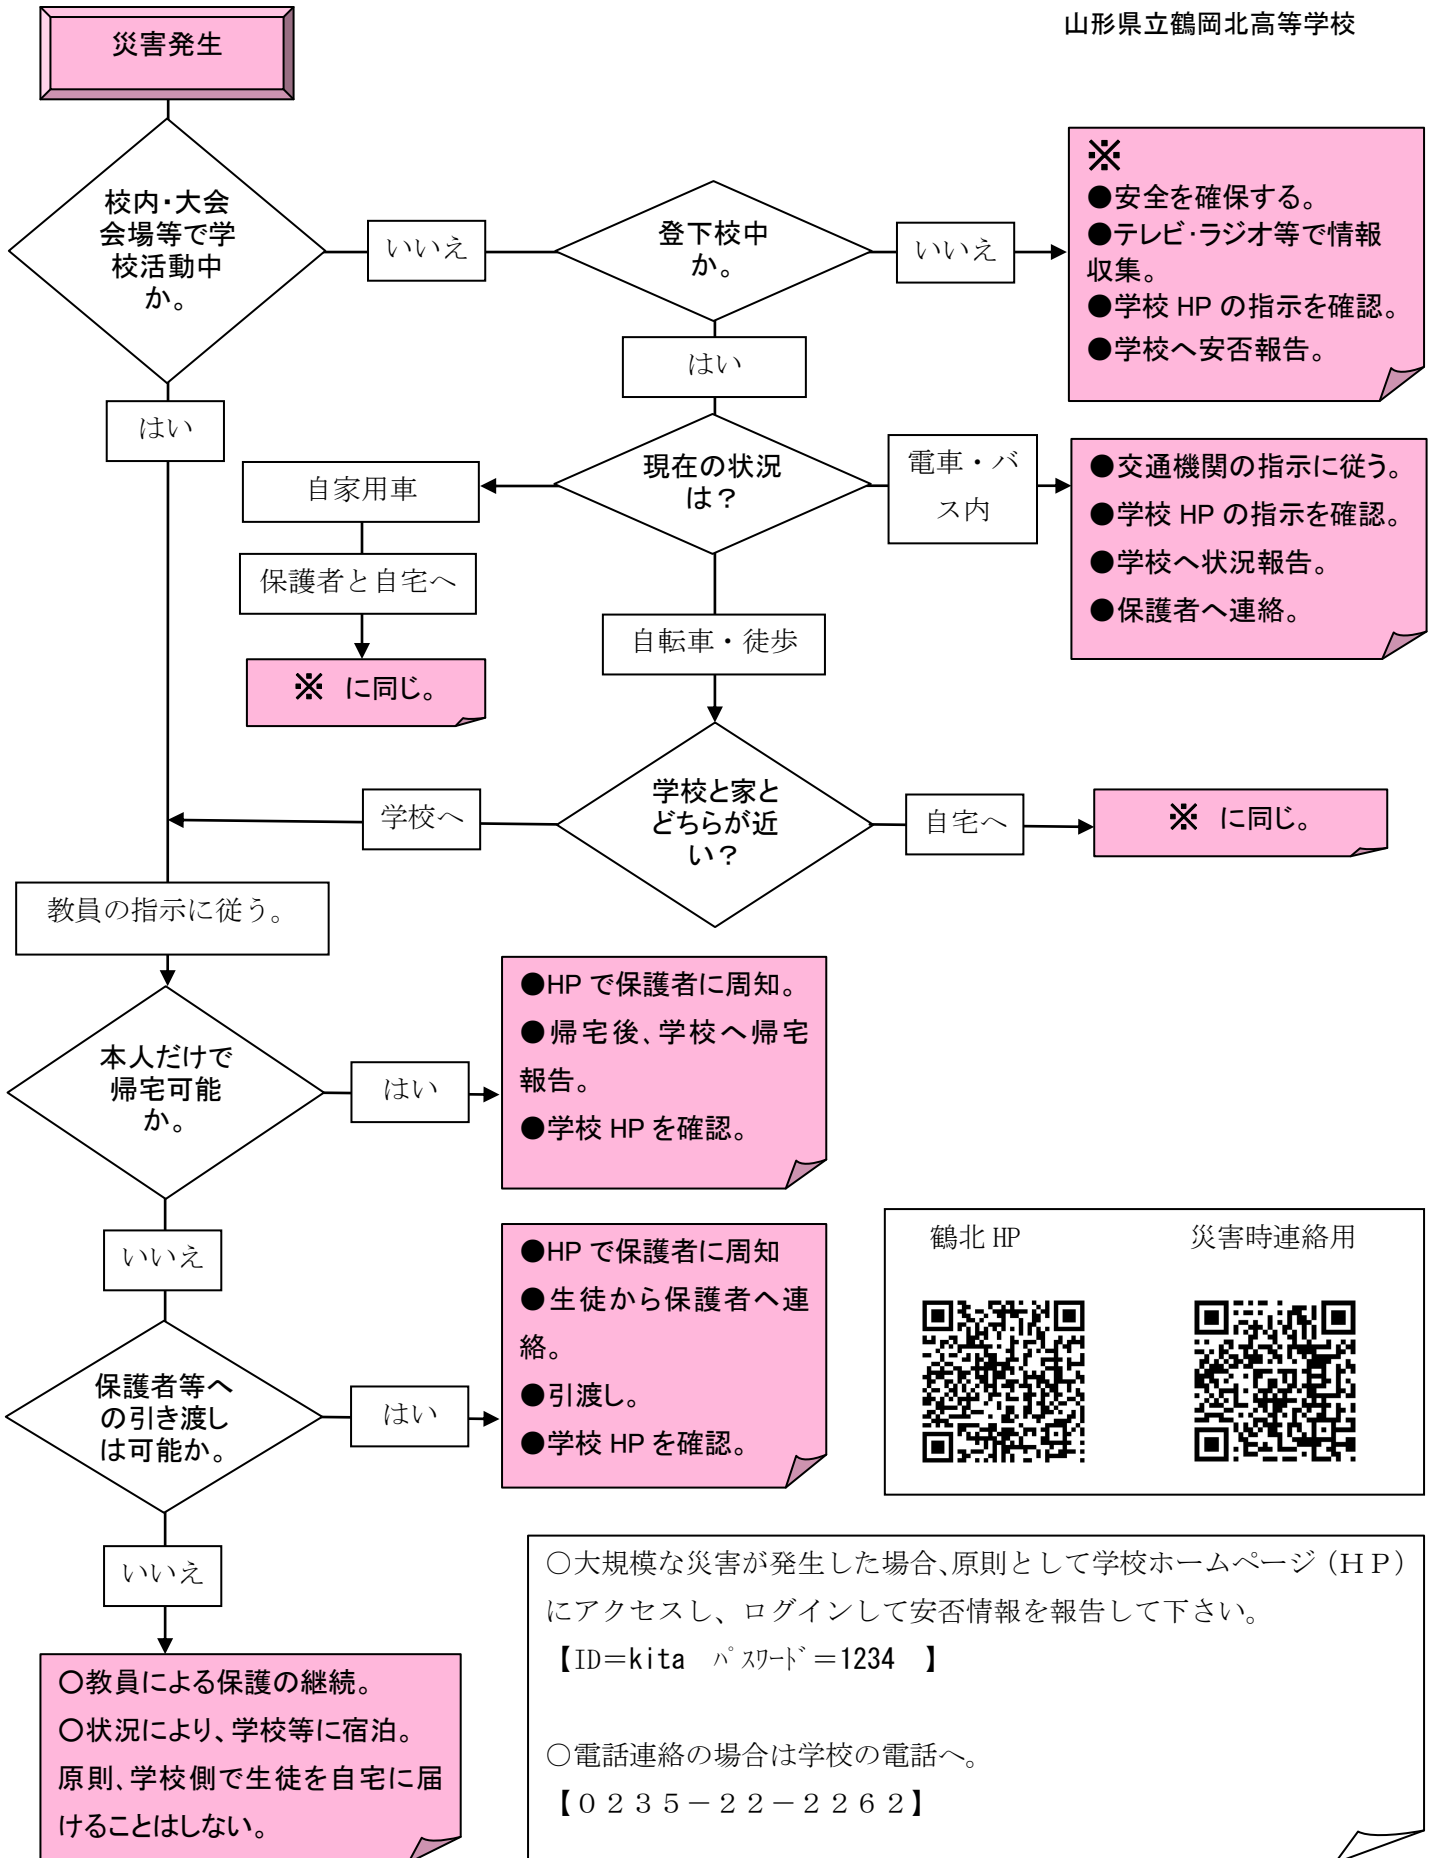 山形県立鶴岡北高等学校
災害発生
校内・大会
会場等で学
校活動中
か。
いいえ
登下校中
か。
いいえ
※
●安全を確保する。
●テレビ・ラジオ等で情報
収集。
●学校 HP の指示を確認。
●学校へ安否報告。
はい
はい
現在の状況
は？
自家用車
電車・バ
ス内
●交通機関の指示に従う。
●学校 HP の指示を確認。
●学校へ状況報告。
●保護者へ連絡。
保護者と自宅へ
※ に同じ。
自転車・徒歩
学校と家と
どちらが近
い？
学校へ
自宅へ
※ に同じ。
教員の指示に従う。
本人だけで
帰宅可能
か。
はい
●HP で保護者に周知。
●帰宅後、学校へ帰宅
報告。
●学校 HP を確認。
いいえ
保護者等へ
の引き渡し
は可能か。
はい
●HP で保護者に周知
●生徒から保護者へ連
絡。
●引渡し。
●学校 HP を確認。
鶴北 HP
災害時連絡用
いいえ
○教員による保護の継続。
○状況により、学校等に宿泊。
原則、学校側で生徒を自宅に届
けることはしない。
○大規模な災害が発生した場合、原則として学校ホームページ（ＨＰ）
にアクセスし、ログインして安否情報を報告して下さい。
【ID＝kita　ﾊﾟｽﾜｰﾄﾞ＝1234　】
○電話連絡の場合は学校の電話へ。
【０２３５－２２－２２６２】